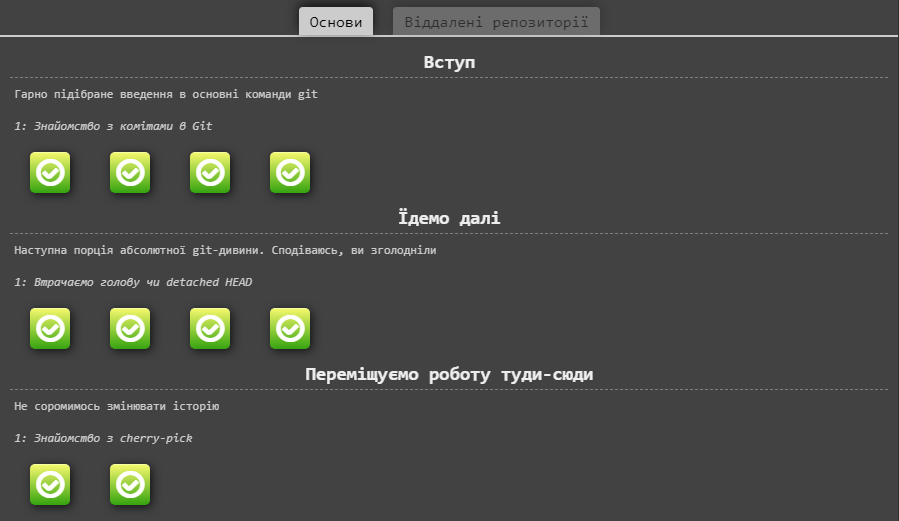 Основи
Віддалені репозиторії
Вступ
Гарно підібране введення в основні команди git
1: Знайомство з комітами в Git
Їдемо далі
Наступна порція абсолютної git-дивини. Сподіваюсь, ви зголодніли
1: Втрачаємо голову чи detached HEAD
Переміщуємо роботу туди-сюди
Не соромимось змінювати історію
1: Знайомство з cherry-pick